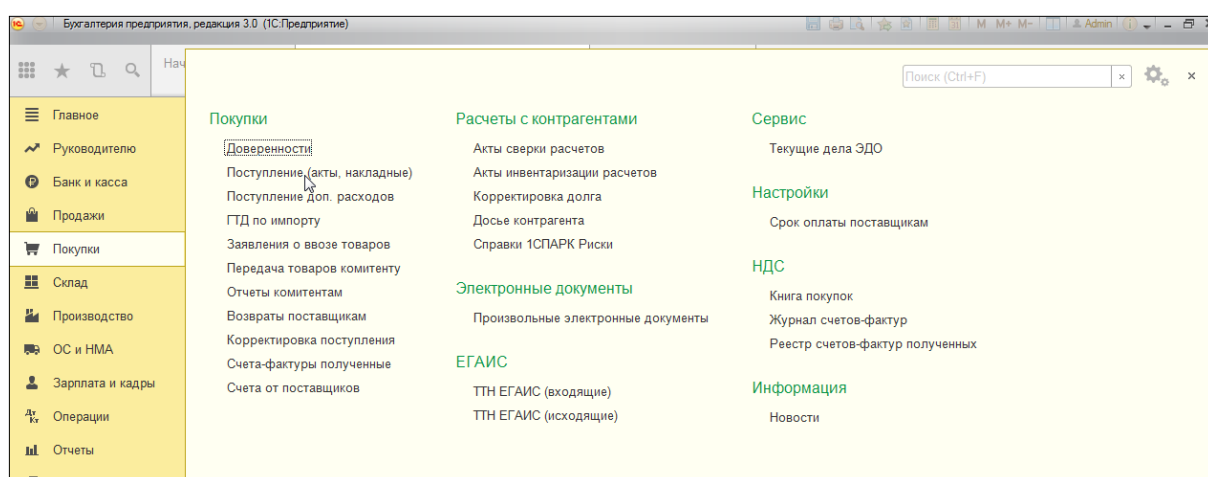 Бухгалтерия предприятия, редакция 3.0 (1С:Предприятие)
M M+ M- Admin
Нач
Поиск (Ctrl+F)
Главное
Руководителю
Банк и касса
Продажи
Покупки
Склад
Производство
ОС и НМА
Зарплата и кадры
Операции
Отчеты
Покупки
Доверенности
Поступление (акты, накладные)
Поступление доп. расходов
ГТД по импорту
Заявления о ввозе товаров
Передача товаров комитенту
Отчеты комитентам
Возвраты поставщикам
Корректировка поступления
Счета-фактуры полученные
Счета от поставщиков
Расчеты с контрагентами
Акты сверки расчетов
Акты инвентаризации расчетов
Корректировка долга
Досье контрагента
Справки 1СПАРК Риски
Электронные документы
Произвольные электронные документы
ЕГАИС
ТТН ЕГАИС (входящие)
ТТН ЕГАИС (исходящие)
Сервис
Текущие дела ЭДО
Настройки
Срок оплаты поставщикам
НДС
Книга покупок
Журнал счетов-фактур
Реестр счетов-фактур полученных
Информация
Новости